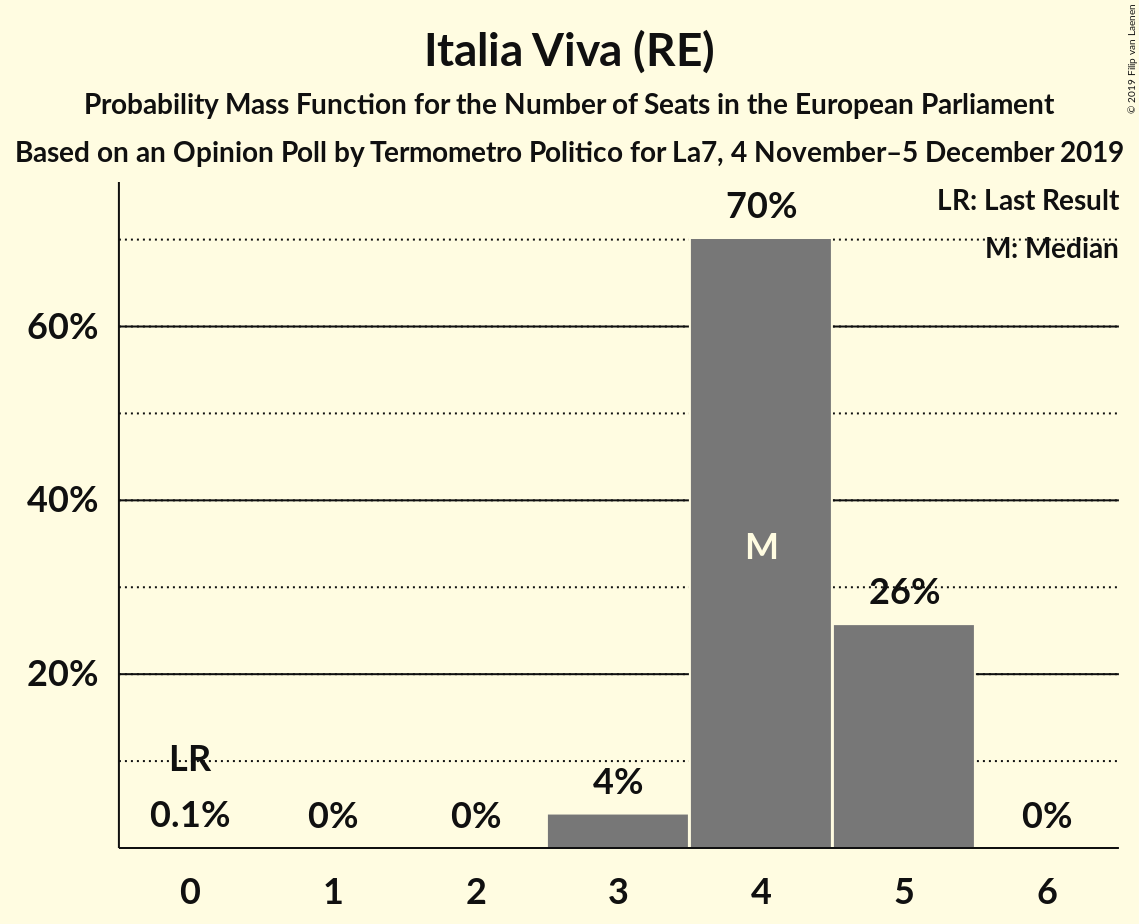 Italia Viva (RE)
Probability Mass Function for the Number of Seats in the European Parliament
Based on an Opinion Poll by Termometro Politico for La7, 4 November–5 December 2019
© 2019 Filip van Laenen
LR: Last Result
M: Median
70%
60%
40%
M
26%
20%
LR
4%
0.1%
0%
0%
0%
0 1 2 3 4 5 6